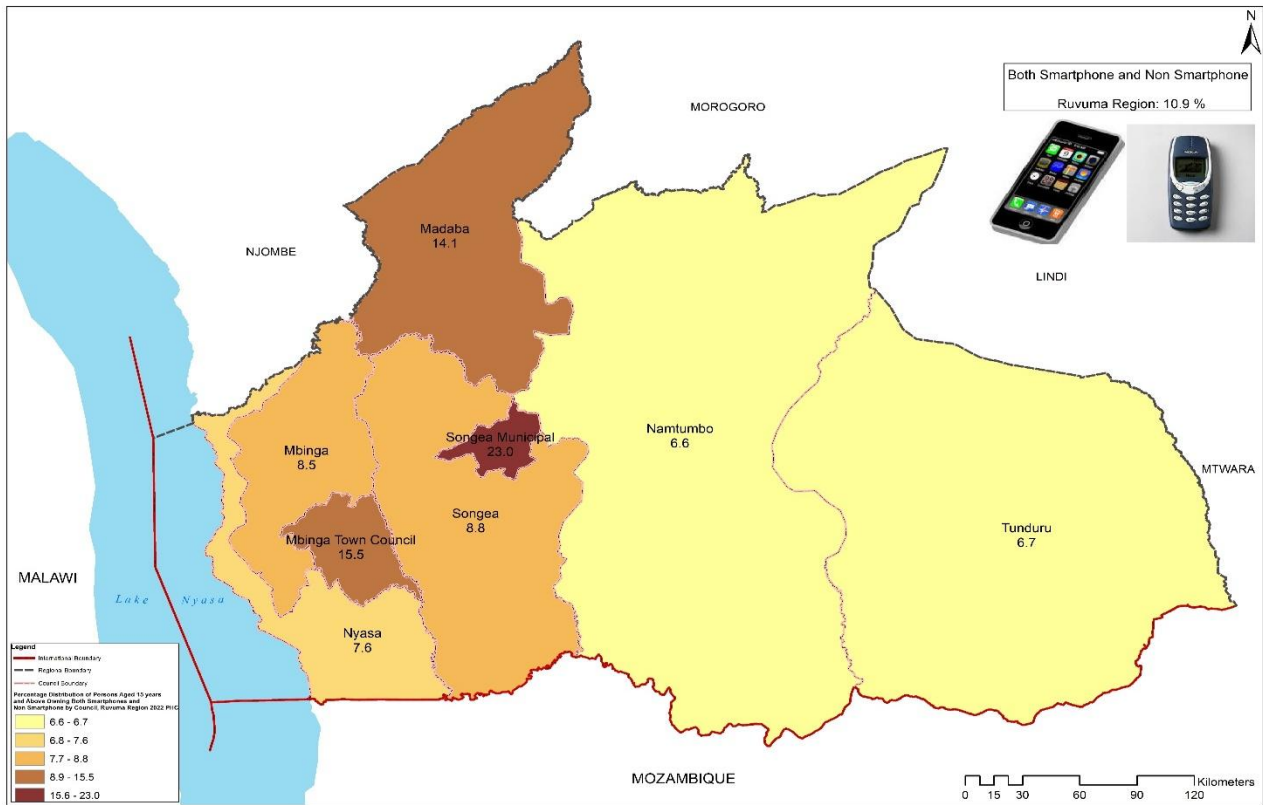 N
Both Smartphone and Non Smartphone
Ruvuma Region: 10.9 %
MOROGORO
Madaba
14.1
NJOMBE
LINDI
Mbinga
8.5
Songea Municipal
23.0
Namtumbo
6.6
MTWARA
Songea
8.8
Mbinga Town Council
15.5
Tunduru
6.7
MALAWI
Lake Nyasa
Nyasa
7.6
Legend
International Boundary
Regional Boundary
Council Boundary
Percentage Distribution of Persons Aged 15 years
and Above Owning Both Smartphones and
Non Smartphone by Council, Ruvuma Region 2022 PHC
6.6 - 6.7
6.8 - 7.6
7.7 - 8.8
8.9 - 15.5
15.6 - 23.0
MOZAMBIQUE
Kilometers
0 15 30 60 90 120